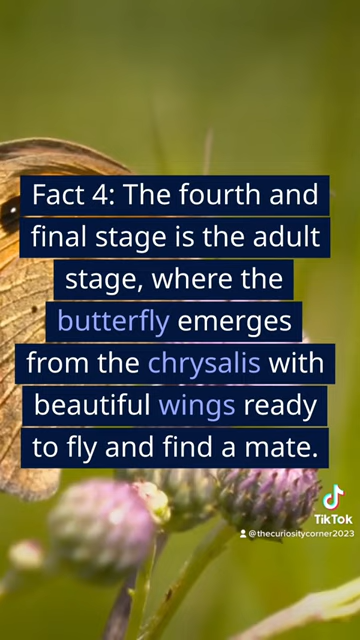 Fact 4: The fourth and
final stage is the adult
stage, where the
butterfly emerges
from the chrysalis with
beautiful wings ready
to fly and find a mate.
TikTok
@thecuriositycorner2023